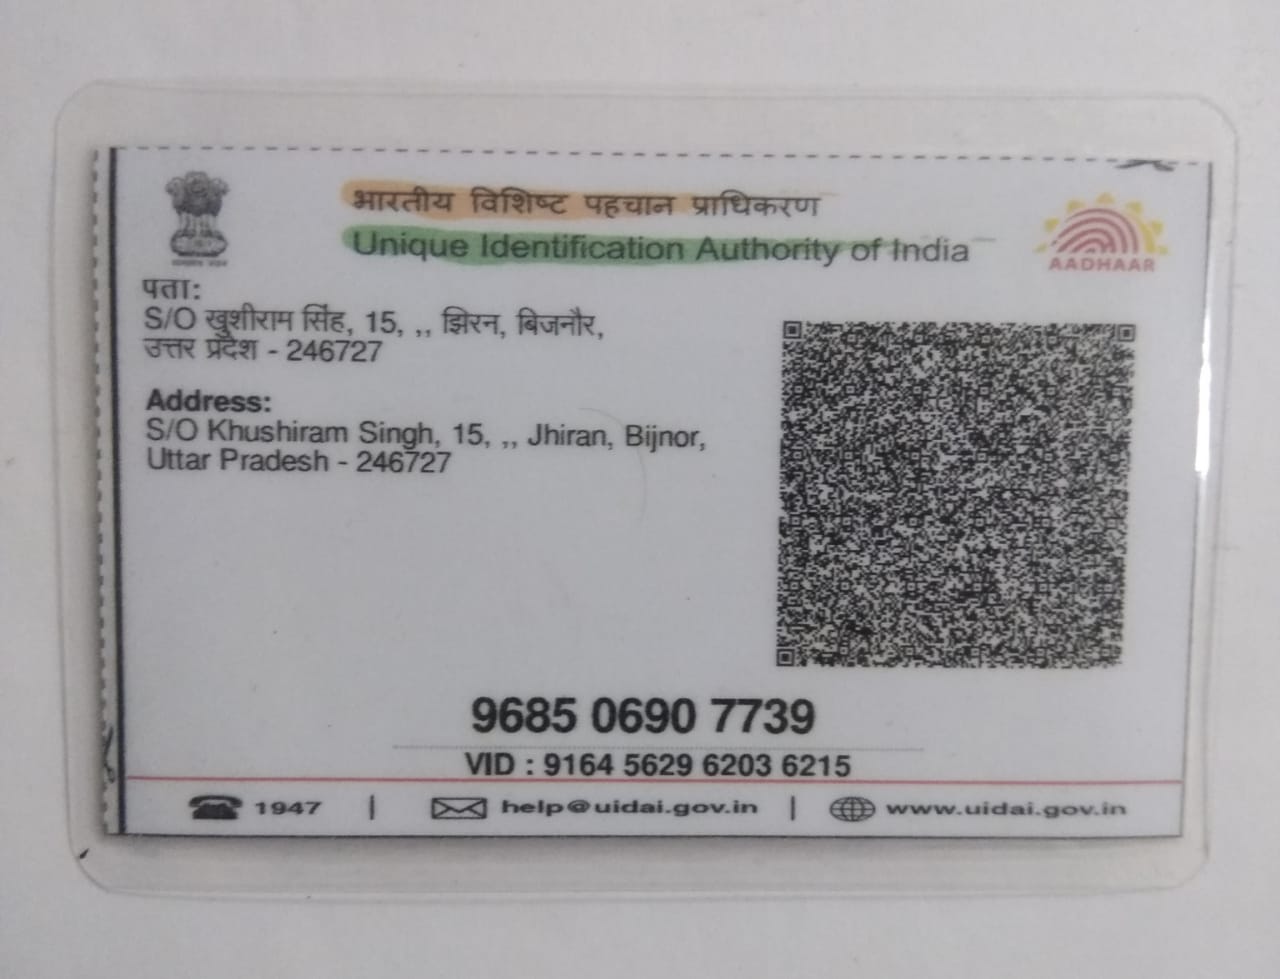 भारतीय विशिष्ट पहचान प्राधिकरण
Unique Identification Authority of India
AADHAAR
पता:
S/O खुशीराम सिंह, 15, ,, झिरन, बिजनौर,
उत्तर प्रदेश - 246727
Address:
S/O Khushiram Singh, 15, ,, Jhiran, Bijnor,
Uttar Pradesh - 246727
9685 0690 7739
VID : 9164 5629 6203 6215
1947 | help@uidai.gov.in | www.uidai.gov.in